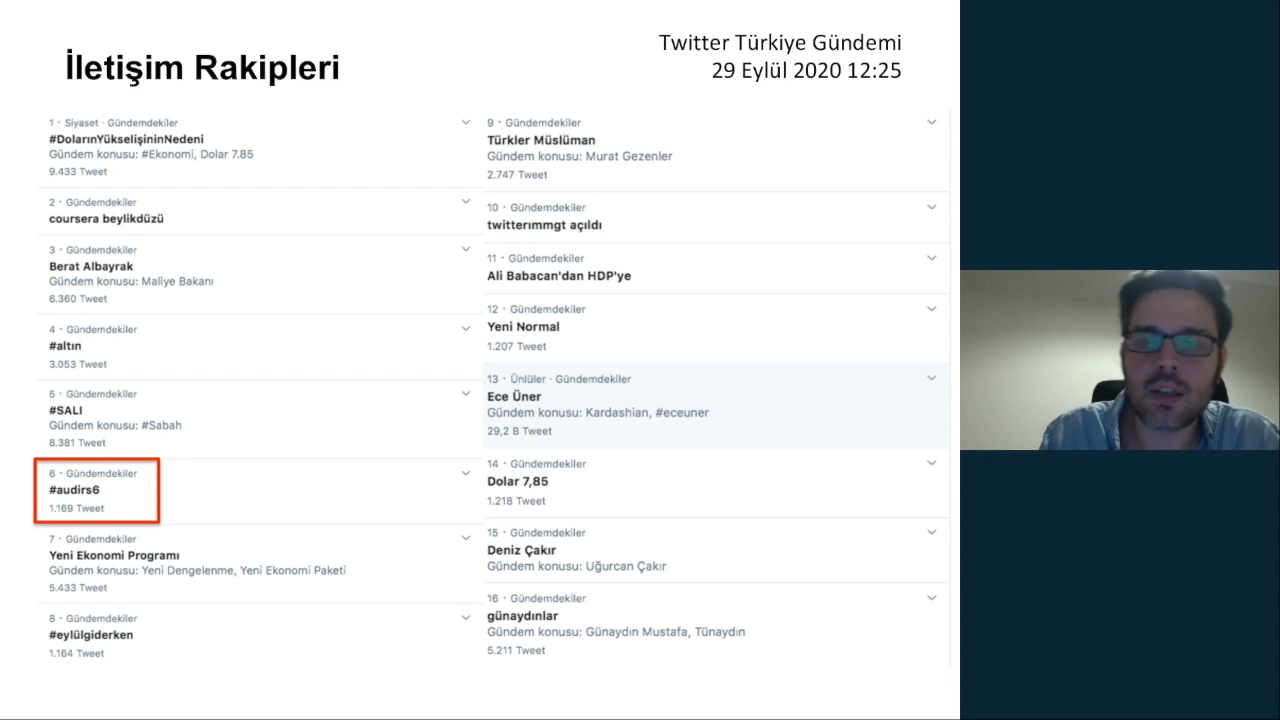 İletişim Rakipleri
Twitter Türkiye Gündemi
29 Eylül 2020 12:25
1 · Siyaset · Gündemdekiler
#DolarınYükselişininNedeni
Gündem konusu: #Ekonomi, Dolar 7.85
9.433 Tweet
2 · Gündemdekiler
coursera beylikdüzü
3 · Gündemdekiler
Berat Albayrak
Gündem konusu: Maliye Bakanı
6.360 Tweet
4 · Gündemdekiler
#altın
3.053 Tweet
5 · Gündemdekiler
#SALI
Gündem konusu: #Sabah
8.381 Tweet
6 · Gündemdekiler
#audirs6
1.169 Tweet
7 · Gündemdekiler
Yeni Ekonomi Programı
Gündem konusu: Yeni Dengelenme, Yeni Ekonomi Paketi
5.433 Tweet
8 · Gündemdekiler
#eylülgiderken
1.164 Tweet
9 · Gündemdekiler
Türkler Müslüman
Gündem konusu: Murat Gezenler
2.747 Tweet
10 · Gündemdekiler
twitterımmgt açıldı
11 · Gündemdekiler
Ali Babacan'dan HDP'ye
12 · Gündemdekiler
Yeni Normal
1.207 Tweet
13 · Ünlüler · Gündemdekiler
Ece Üner
Gündem konusu: Kardashian, #eceuner
29,2 B Tweet
14 · Gündemdekiler
Dolar 7,85
1.218 Tweet
15 · Gündemdekiler
Deniz Çakır
Gündem konusu: Uğurcan Çakır
16 · Gündemdekiler
günaydınlar
Gündem konusu: Günaydın Mustafa, Tünaydın
5.211 Tweet